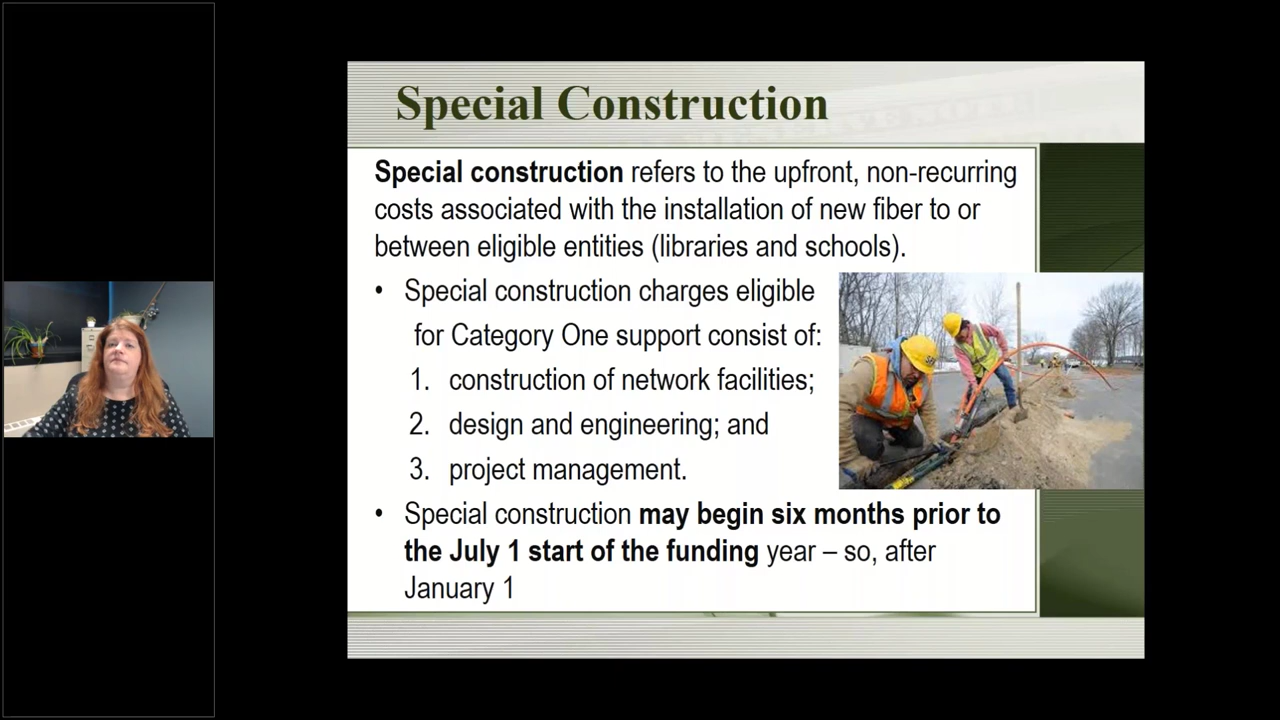 Special Construction
Special construction refers to the upfront, non-recurring
costs associated with the installation of new fiber to or
between eligible entities (libraries and schools).
• Special construction charges eligible
for Category One support consist of:
1. construction of network facilities;
2. design and engineering; and
3. project management.
• Special construction may begin six months prior to
the July 1 start of the funding year – so, after
January 1